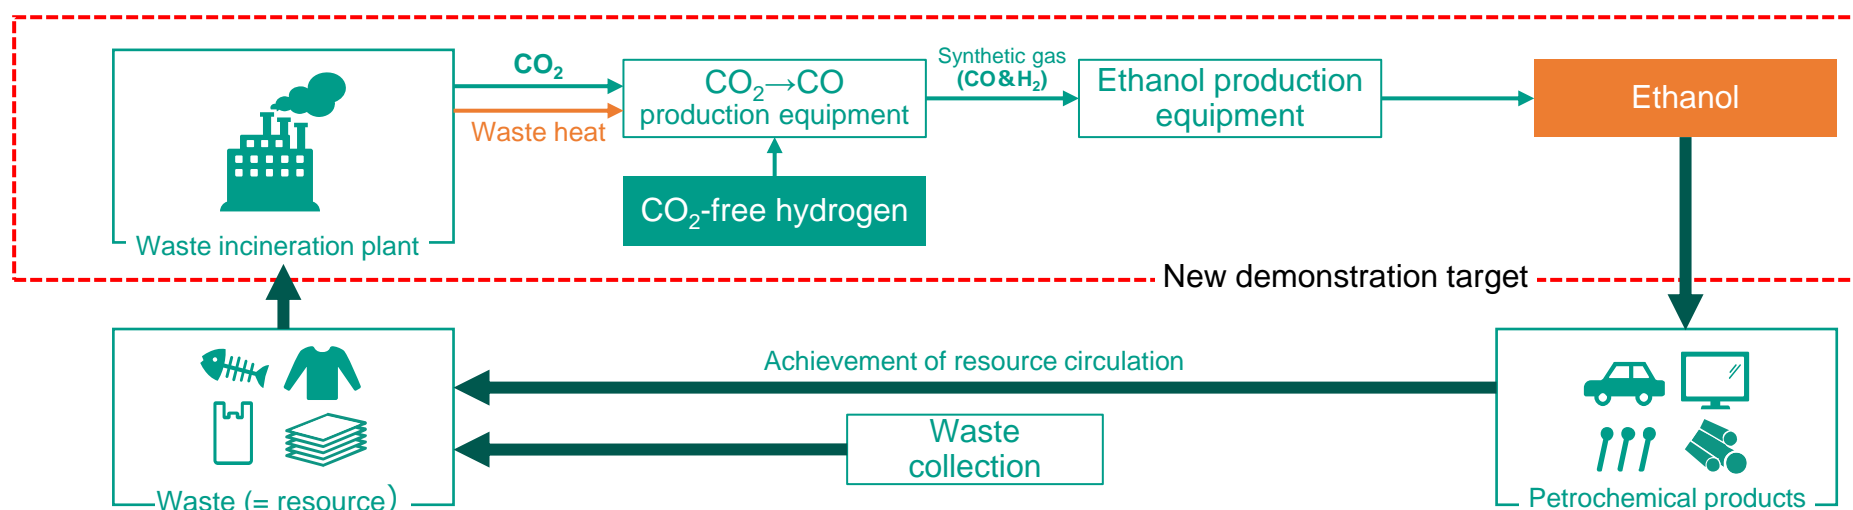 CO₂
Waste heat
CO₂→CO
production equipment
Synthetic gas
(CO&H₂)
Ethanol production
equipment
Ethanol
CO₂-free hydrogen
Waste incineration plant
New demonstration target
Achievement of resource circulation
Waste
collection
Waste (= resource）
Petrochemical products